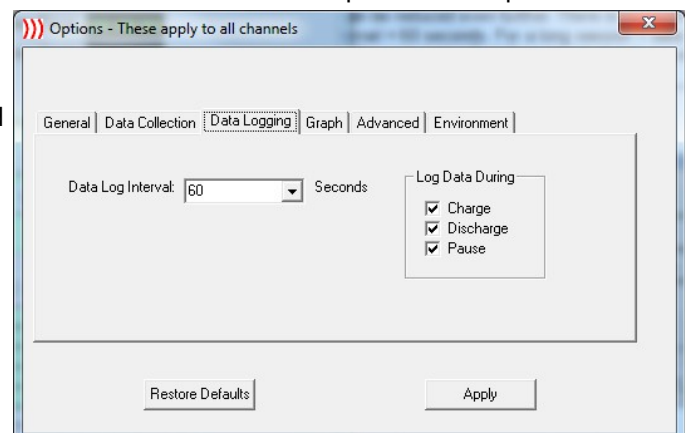 Options - These apply to all channels
General Data Collection Data Logging Graph Advanced Environment
Data Log Interval: 60 Seconds
Log Data During
Charge
Discharge
Pause
Restore Defaults Apply